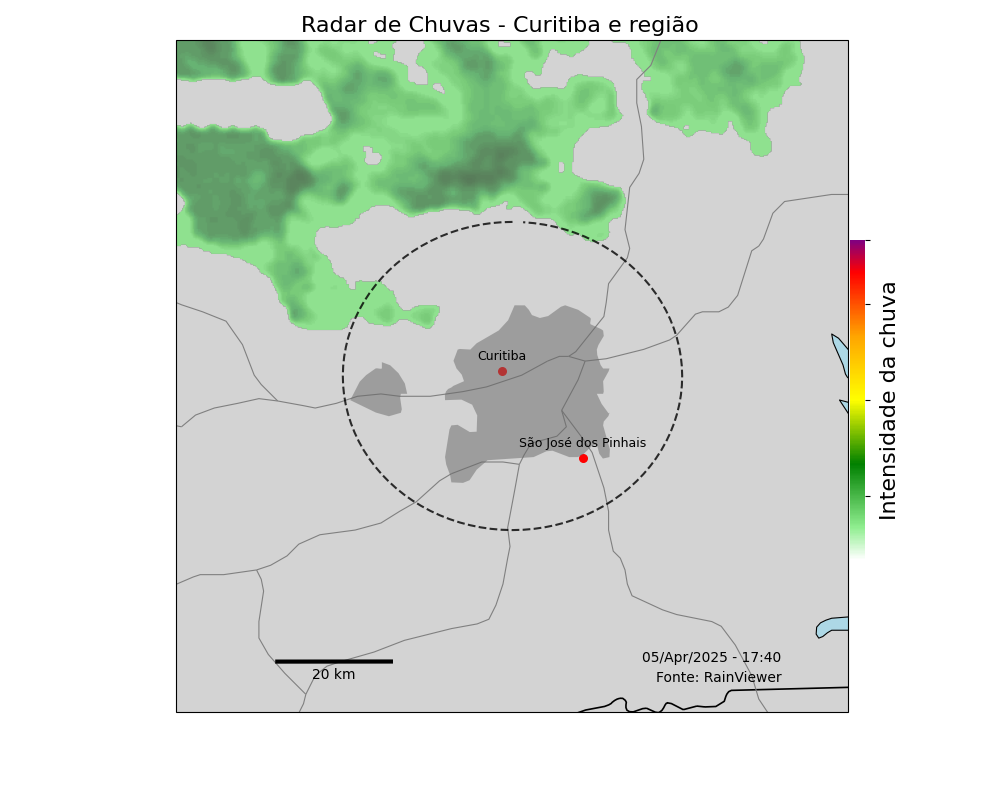 Radar de Chuvas - Curitiba e região
Curitiba
São José dos Pinhais
Intensidade da chuva
05/Apr/2025 - 17:40
20 km
Fonte: RainViewer